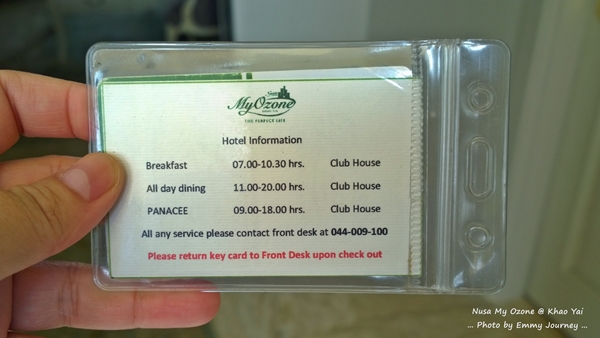 My Ozone
KHAO YAI
THE PERFECT LIFE
Hotel Information
Breakfast 07.00-10.30 hrs. Club House
All day dining 11.00-20.00 hrs. Club House
PANACEE 09.00-18.00 hrs. Club House
All any service please contact front desk at 044-009-100
Please return key card to Front Desk upon check out
Nusa My Ozone @ Khao Yai
... Photo by Emmy Journey ...